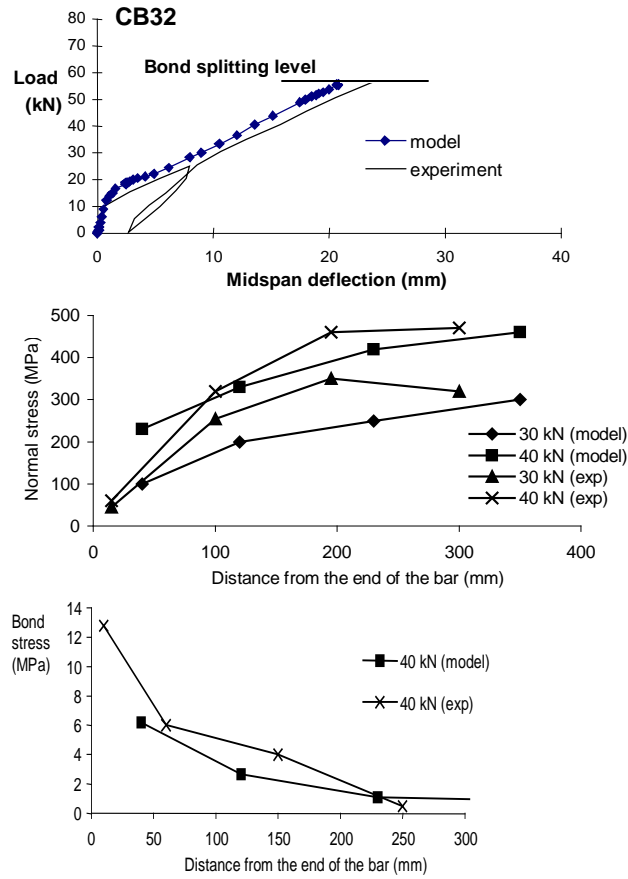 CB32
80
70
60
50
40
30
20
10
0
Load
(kN)
Bond splitting level
model
experiment
0 10 20 30 40
Midspan deflection (mm)
500
400
300
200
100
0
Normal stress (MPa)
30 kN (model)
40 kN (model)
30 kN (exp)
40 kN (exp)
0 100 200 300 400
Distance from the end of the bar (mm)
Bond
stress
(MPa)
14
12
10
8
6
4
2
0
40 kN (model)
40 kN (exp)
0 50 100 150 200 250 300
Distance from the end of the bar (mm)